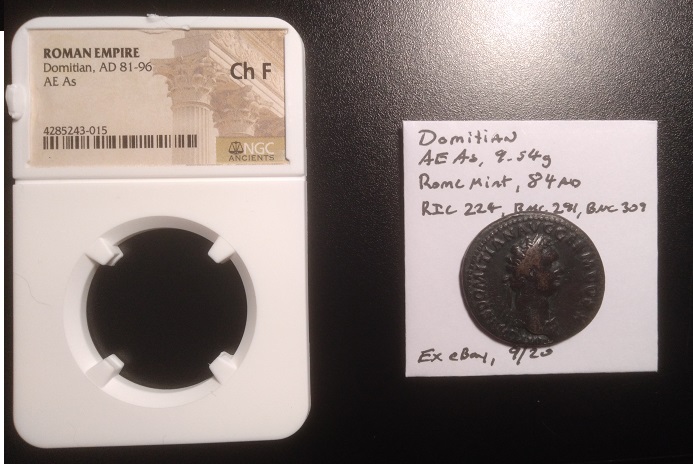 ROMAN EMPIRE
Domitian, AD 81-96
AE As
Ch F
4285243-015
NGC
ANCIENTS
Domitian
AE As, 9.54g
Rome Mint, 84 AD
RIC 224, BMC 291, BNC 309
Ex eBay, 9/20